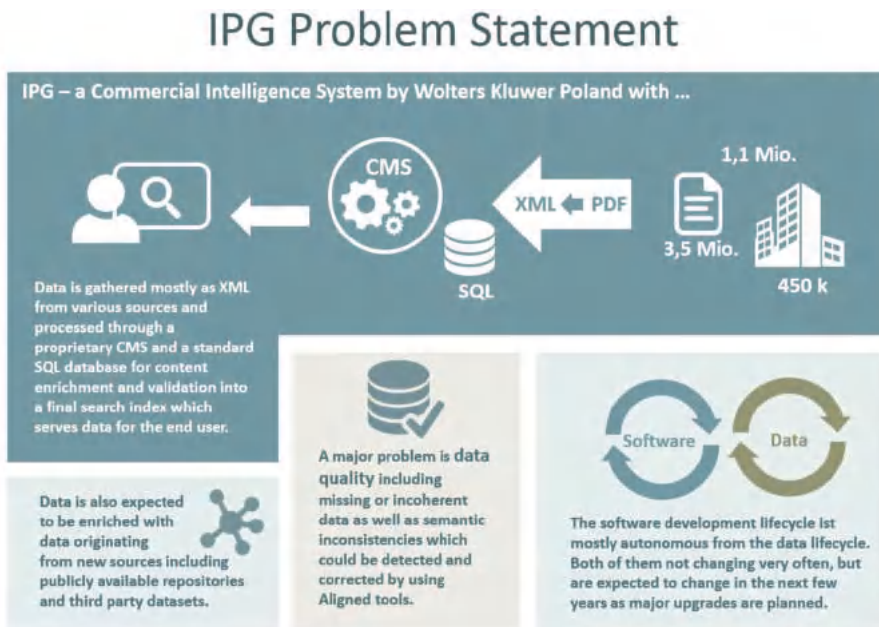 IPG Problem Statement
IPG – a Commercial Intelligence System by Wolters Kluwer Poland with ...
CMS
SQL
XML PDF
1,1 Mio.
3,5 Mio.
450 k
Data is gathered mostly as XML
from various sources and
processed through a
proprietary CMS and a standard
SQL database for content
enrichment and validation into
a final search index which
serves data for the end user.
Data is also expected
to be enriched with
data originating
from new sources including
publicly available repositories
and third party datasets.
A major problem is data
quality including
missing or incoherent
data as well as semantic
inconsistencies which
could be detected and
corrected by using
Aligned tools.
Software
Data
The software development lifecycle ist
mostly autonomous from the data lifecycle.
Both of them not changing very often, but
are expected to change in the next few
years as major upgrades are planned.